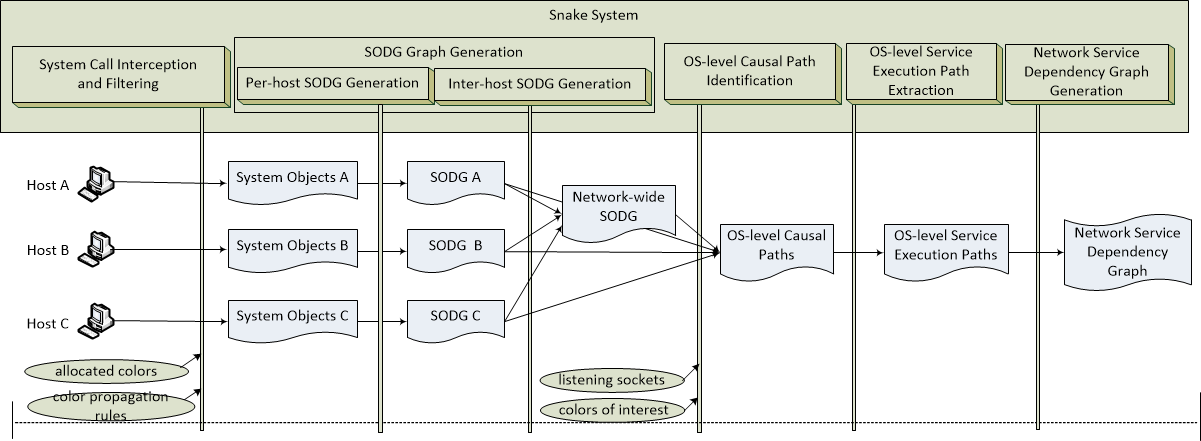 Snake System
System Call Interception
and Filtering
SODG Graph Generation
Per-host SODG Generation
Inter-host SODG Generation
OS-level Causal Path
Identification
OS-level Service
Execution Path
Extraction
Network Service
Dependency Graph
Generation
Host A
System Objects A
SODG A
Network-wide
SODG
Host B
System Objects B
SODG B
OS-level Causal
Paths
OS-level Service
Execution Paths
Network Service
Dependency
Graph
Host C
System Objects C
SODG C
allocated colors
color propagation
rules
listening sockets
colors of interest